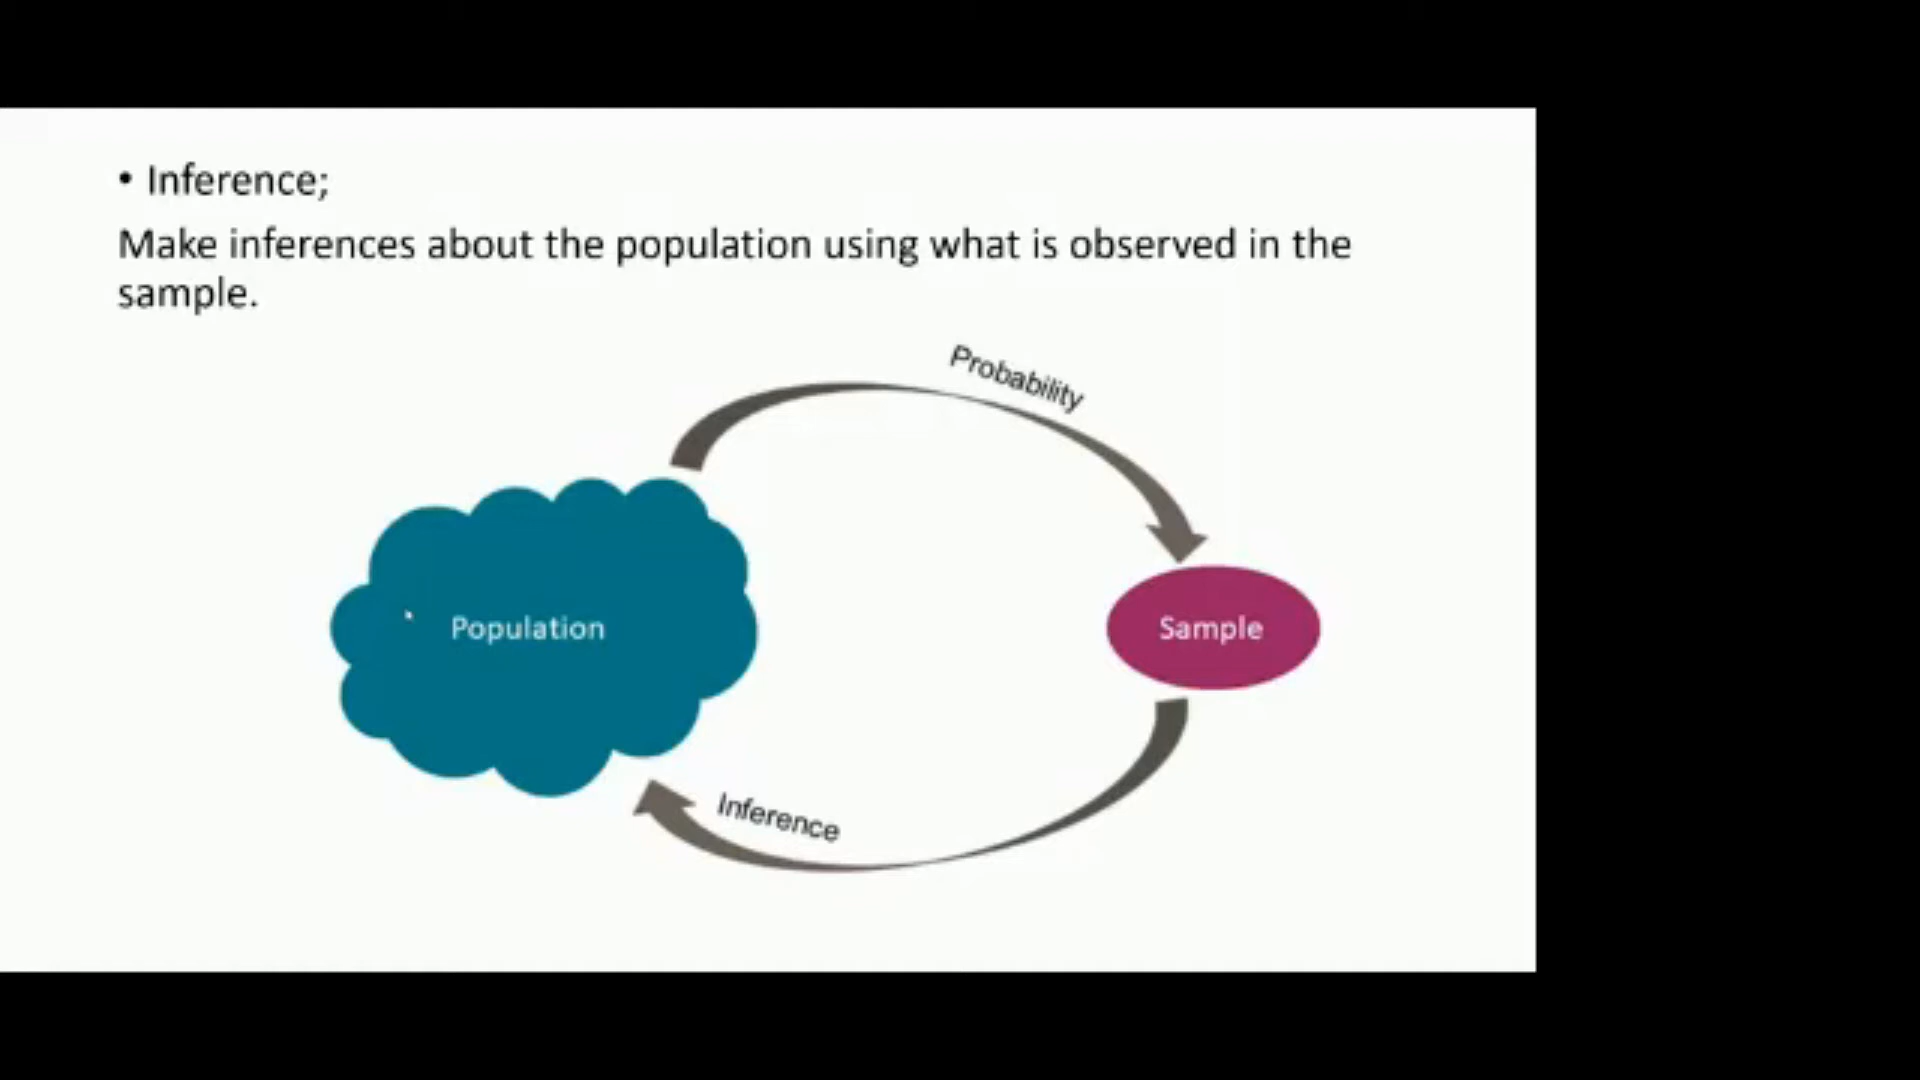 • Inference;
Make inferences about the population using what is observed in the
sample.
Probability
Population
Sample
Inference